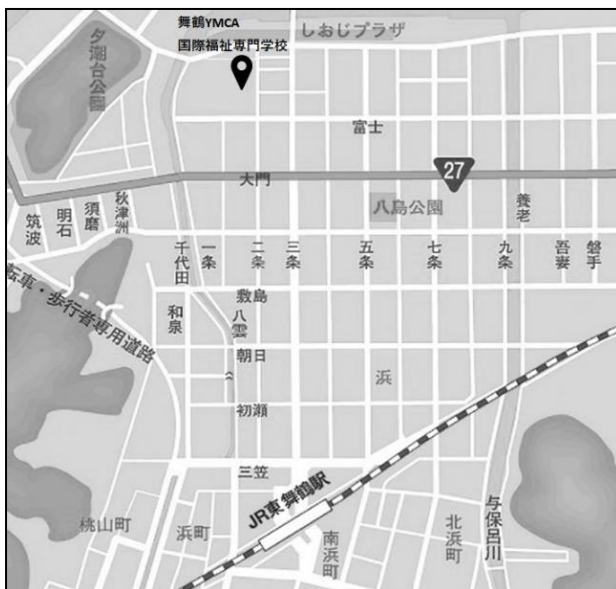 舞鶴YMCA
国際福祉専門学校
しおじプラザ
夕潮台公園
富士
27
大門
八島公園
養老
筑波
明石
須磨
秋津洲
千代田
一条
二条
三条
五条
七条
九条
吾妻
磐手
転車・歩行者専用道路
和泉
敷島
八雲
朝日
浜
初瀬
三笠
JR東舞鶴駅
桃山町
浜町
南浜町
北浜町
与保呂川